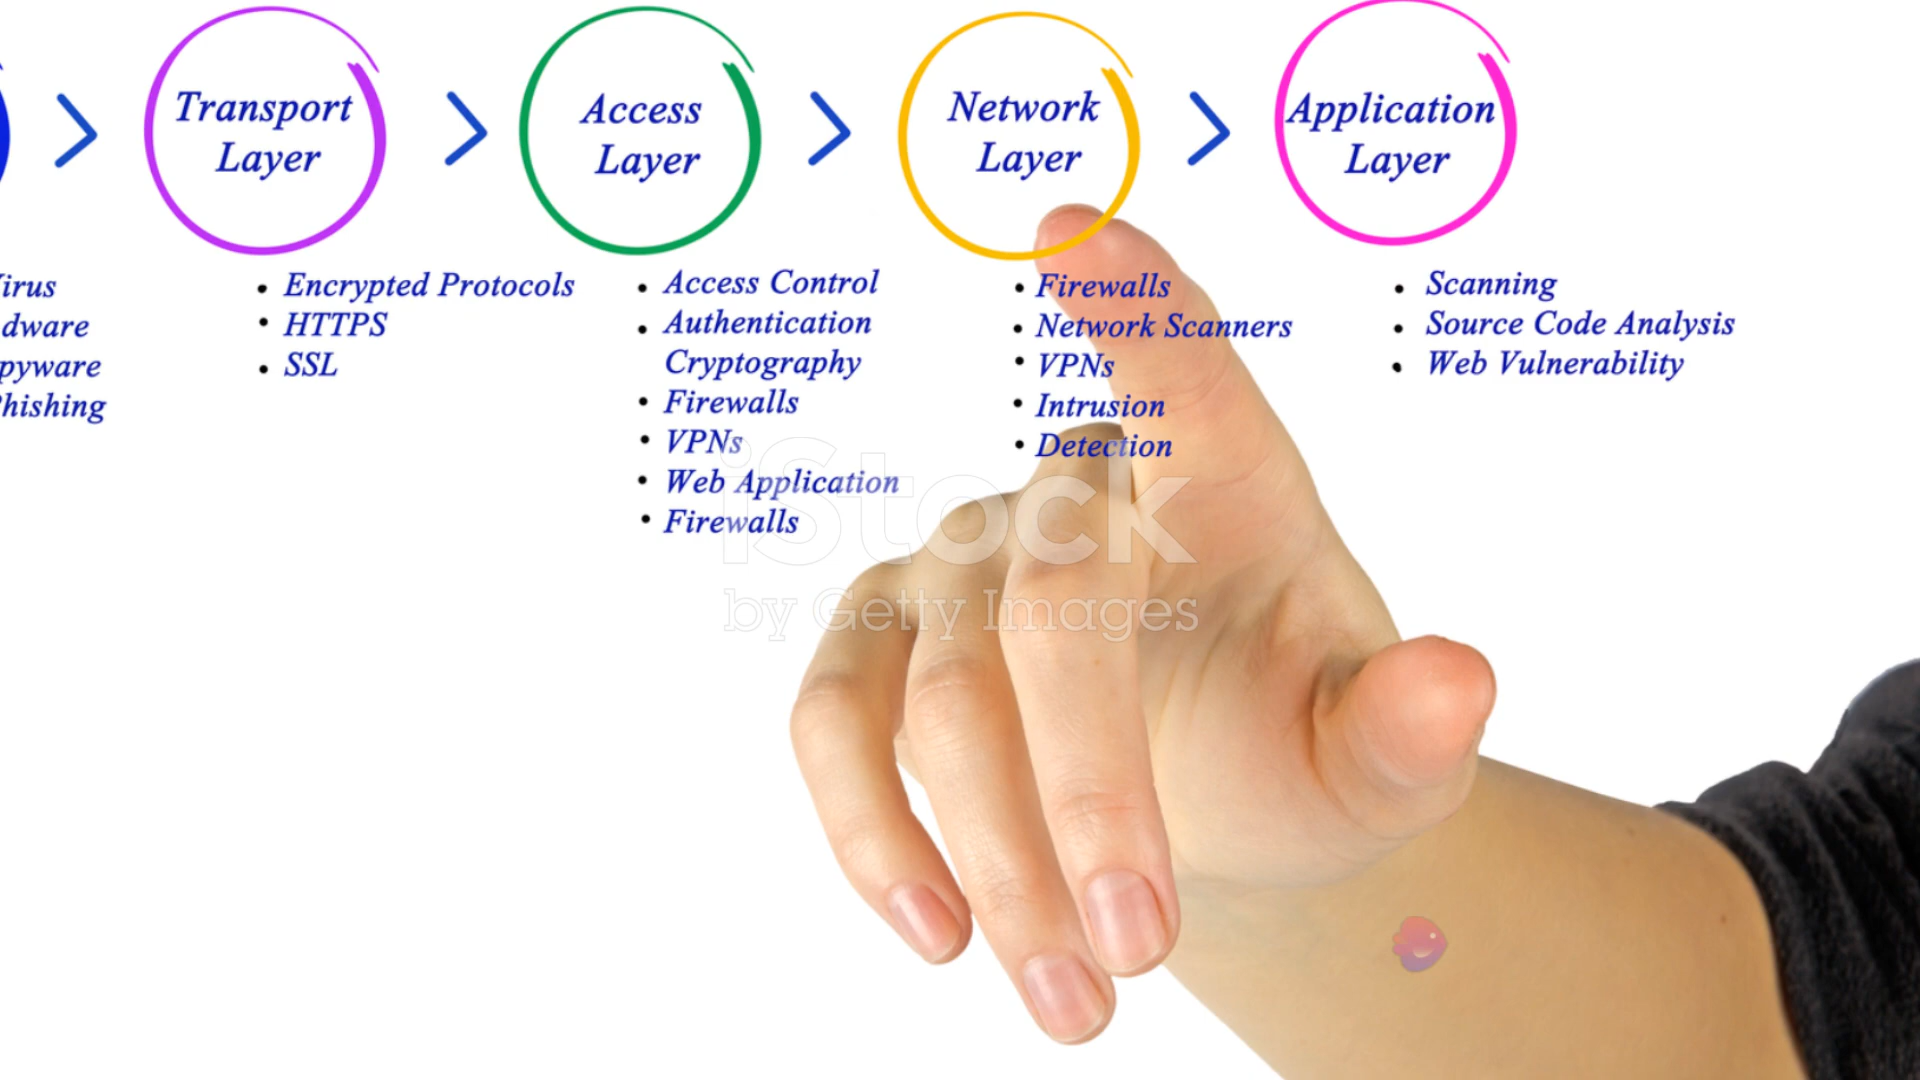 Transport
Layer
Access
Layer
Network
Layer
Application
Layer
Encrypted Protocols
HTTPS
SSL
Access Control
Authentication
Cryptography
Firewalls
VPNs
Web Application
Firewalls
Firewalls
Network Scanners
VPNs
Intrusion
Detection
Scanning
Source Code Analysis
Web Vulnerability
irus
dware
pyware
hishing
iStock
by Getty Images